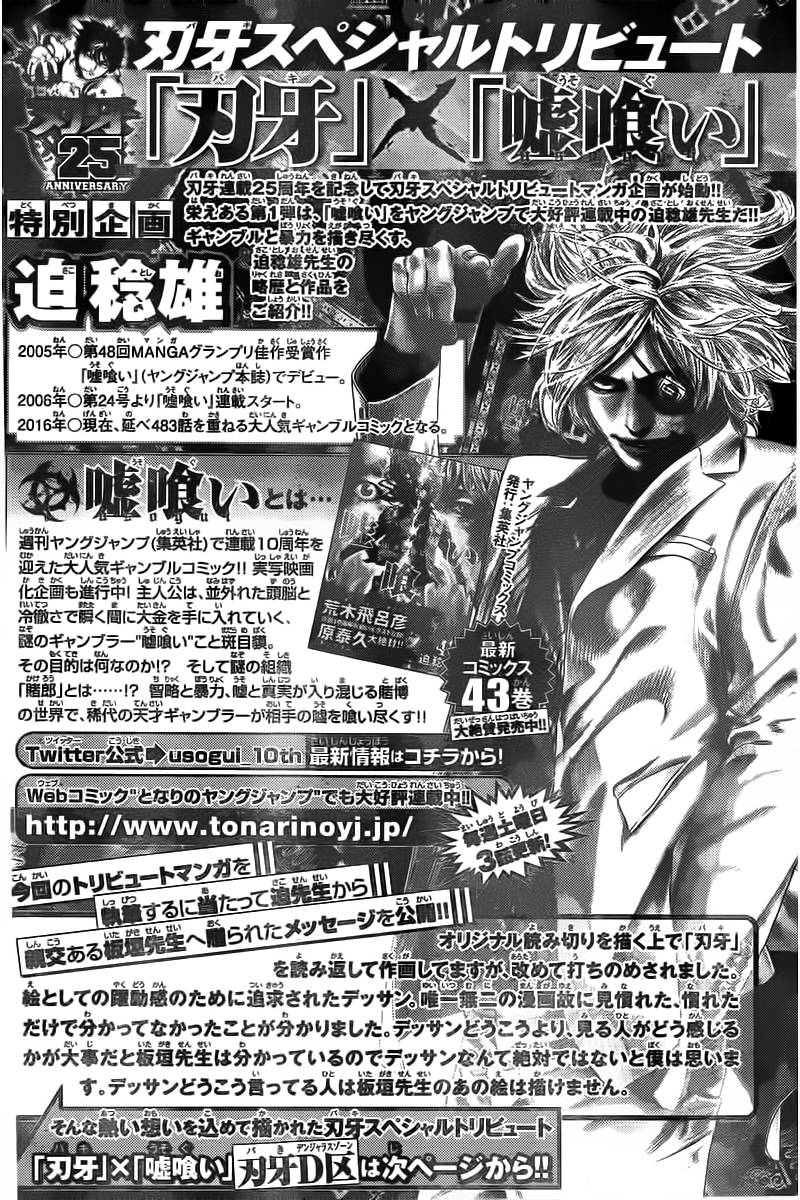 刃牙スペシャルトリビュート
「刃牙」×「嘘喰い」
刃牙
25
ANNIVERSARY
刃牙連載25周年を記念して刃牙スペシャルトリビュートマンガ企画が始動!!
栄えある第1弾は、「嘘喰い」をヤングジャンプで大好評連載中の迫稔雄先生だ!!
ギャンブルと暴力を描き尽くす、
迫稔雄先生の
略歴と作品を
ご紹介!!
特別企画
迫稔雄
2005年○第48回MANGAグランプリ佳作受賞作
「嘘喰い」(ヤングジャンプ本誌)でデビュー。
2006年○第24号より「嘘喰い」連載スタート。
2016年○現在、延べ483話を重ねる大人気ギャンブルコミックとなる。
嘘喰いとは…
週刊ヤングジャンプ(集英社)で連載10周年を
迎えた大人気ギャンブルコミック!! 実写映画
化企画も進行中! 主人公は、並外れた頭脳と
冷徹さで瞬く間に大金を手に入れていく、
謎のギャンブラー"嘘喰い"こと斑目貘。
その目的は何なのか!? そして謎の組織
「賭郎」とは……!? 智略と暴力、嘘と真実が入り混じる賭博
の世界で、稀代の天才ギャンブラーが相手の嘘を喰い尽くす!!
ヤングジャンプコミックス
発行:集英社
荒木飛呂彦
原泰久大絶賛!!
最新
コミックス
43巻
大絶賛発売中!!
Twitter公式➡usogui_10th 最新情報はコチラから!
Webコミック"となりのヤングジャンプ"でも大好評連載中!!
http://www.tonarinoyj.jp/
毎週土曜日
3話更新!
今回のトリビュートマンガを
執筆するに当たって迫先生から
親交ある板垣先生へ贈られたメッセージを公開!!
オリジナル読み切りを描く上で「刃牙」
を読み返して作画してますが、改めて打ちのめされました。
絵としての躍動感のために追求されたデッサン。唯一無二の漫画故に見慣れた、慣れた
だけで分かってなかったことが分かりました。デッサンどうこうより、見る人がどう感じる
かが大事だと板垣先生は分かっているのでデッサンなんて絶対ではないと僕は思いま
す。デッサンどうこう言ってる人は板垣先生のあの絵は描けません。
そんな熱い想いを込めて描かれた刃牙スペシャルトリビュート
「刃牙」×「嘘喰い」刃牙D区は次ページから!!